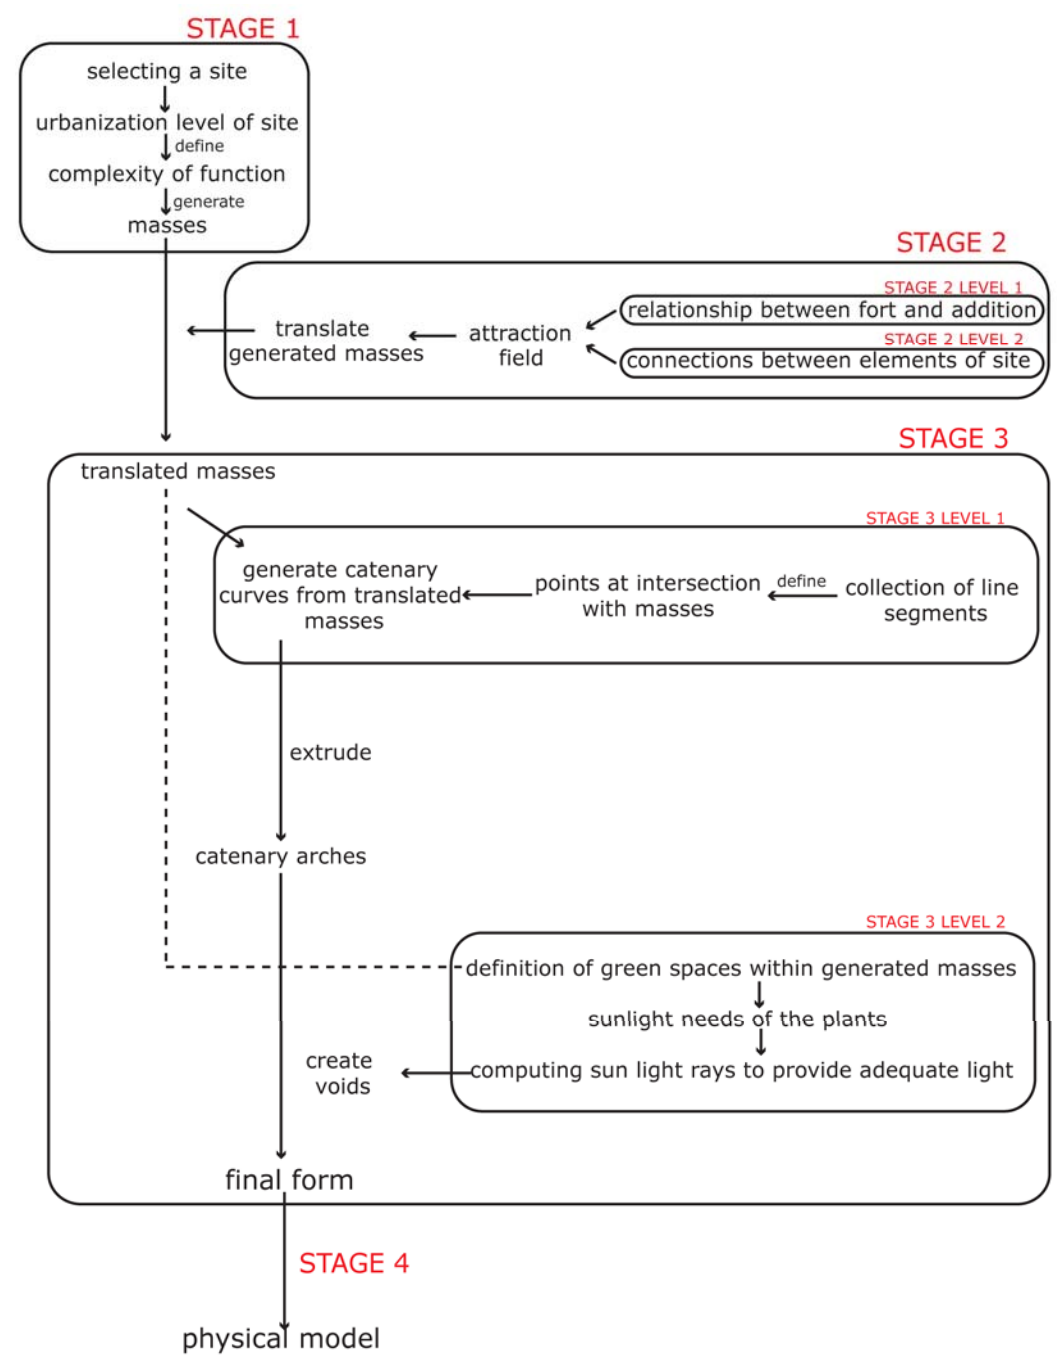 STAGE 1
selecting a site
urbanization level of site
define
complexity of function
generate
masses
STAGE 2
STAGE 2 LEVEL 1
relationship between fort and addition
STAGE 2 LEVEL 2
connections between elements of site
attraction
field
translate
generated masses
STAGE 3
translated masses
STAGE 3 LEVEL 1
generate catenary
curves from translated
masses
points at intersection
with masses
define
collection of line
segments
extrude
catenary arches
STAGE 3 LEVEL 2
definition of green spaces within generated masses
sunlight needs of the plants
computing sun light rays to provide adequate light
create
voids
final form
STAGE 4
physical model